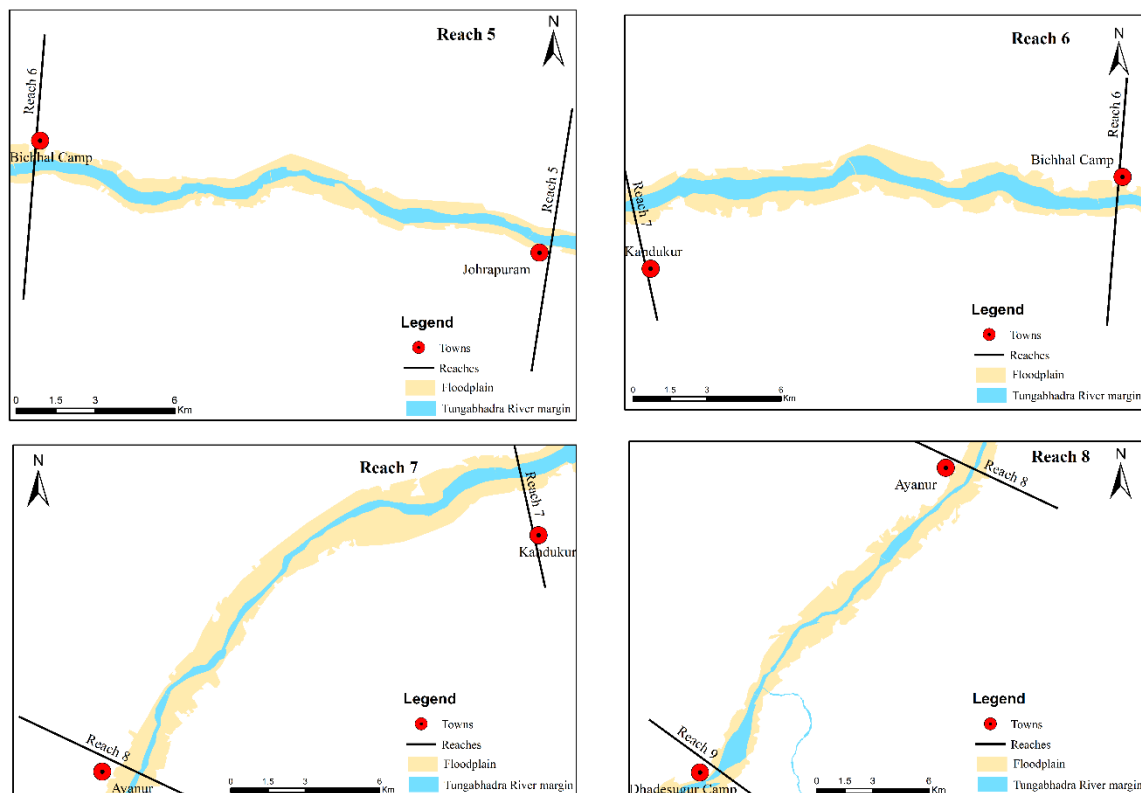 Reach 5
N
Reach 6
Bichhal Camp
Reach 5
Johrapuram
Legend
Towns
Reaches
Floodplain
Tungabhadra River margin
0 1.5 3 6
Km
Reach 6
N
Reach 6
Bichhal Camp
Reach 7
Kandukur
Legend
Towns
Reaches
Floodplain
Tungabhadra River margin
0 1.5 3 6
Km
N
Reach 7
Reach 7
Kandukur
Reach 8
Ayanur
Legend
Towns
Reaches
Floodplain
Tungabhadra River margin
0 1.5 3 6
Km
Reach 8
N
Ayanur
Reach 8
Reach 9
Dhadesugur Camp
Legend
Towns
Reaches
Floodplain
Tungabhadra River margin
0 1.5 3 6
Km